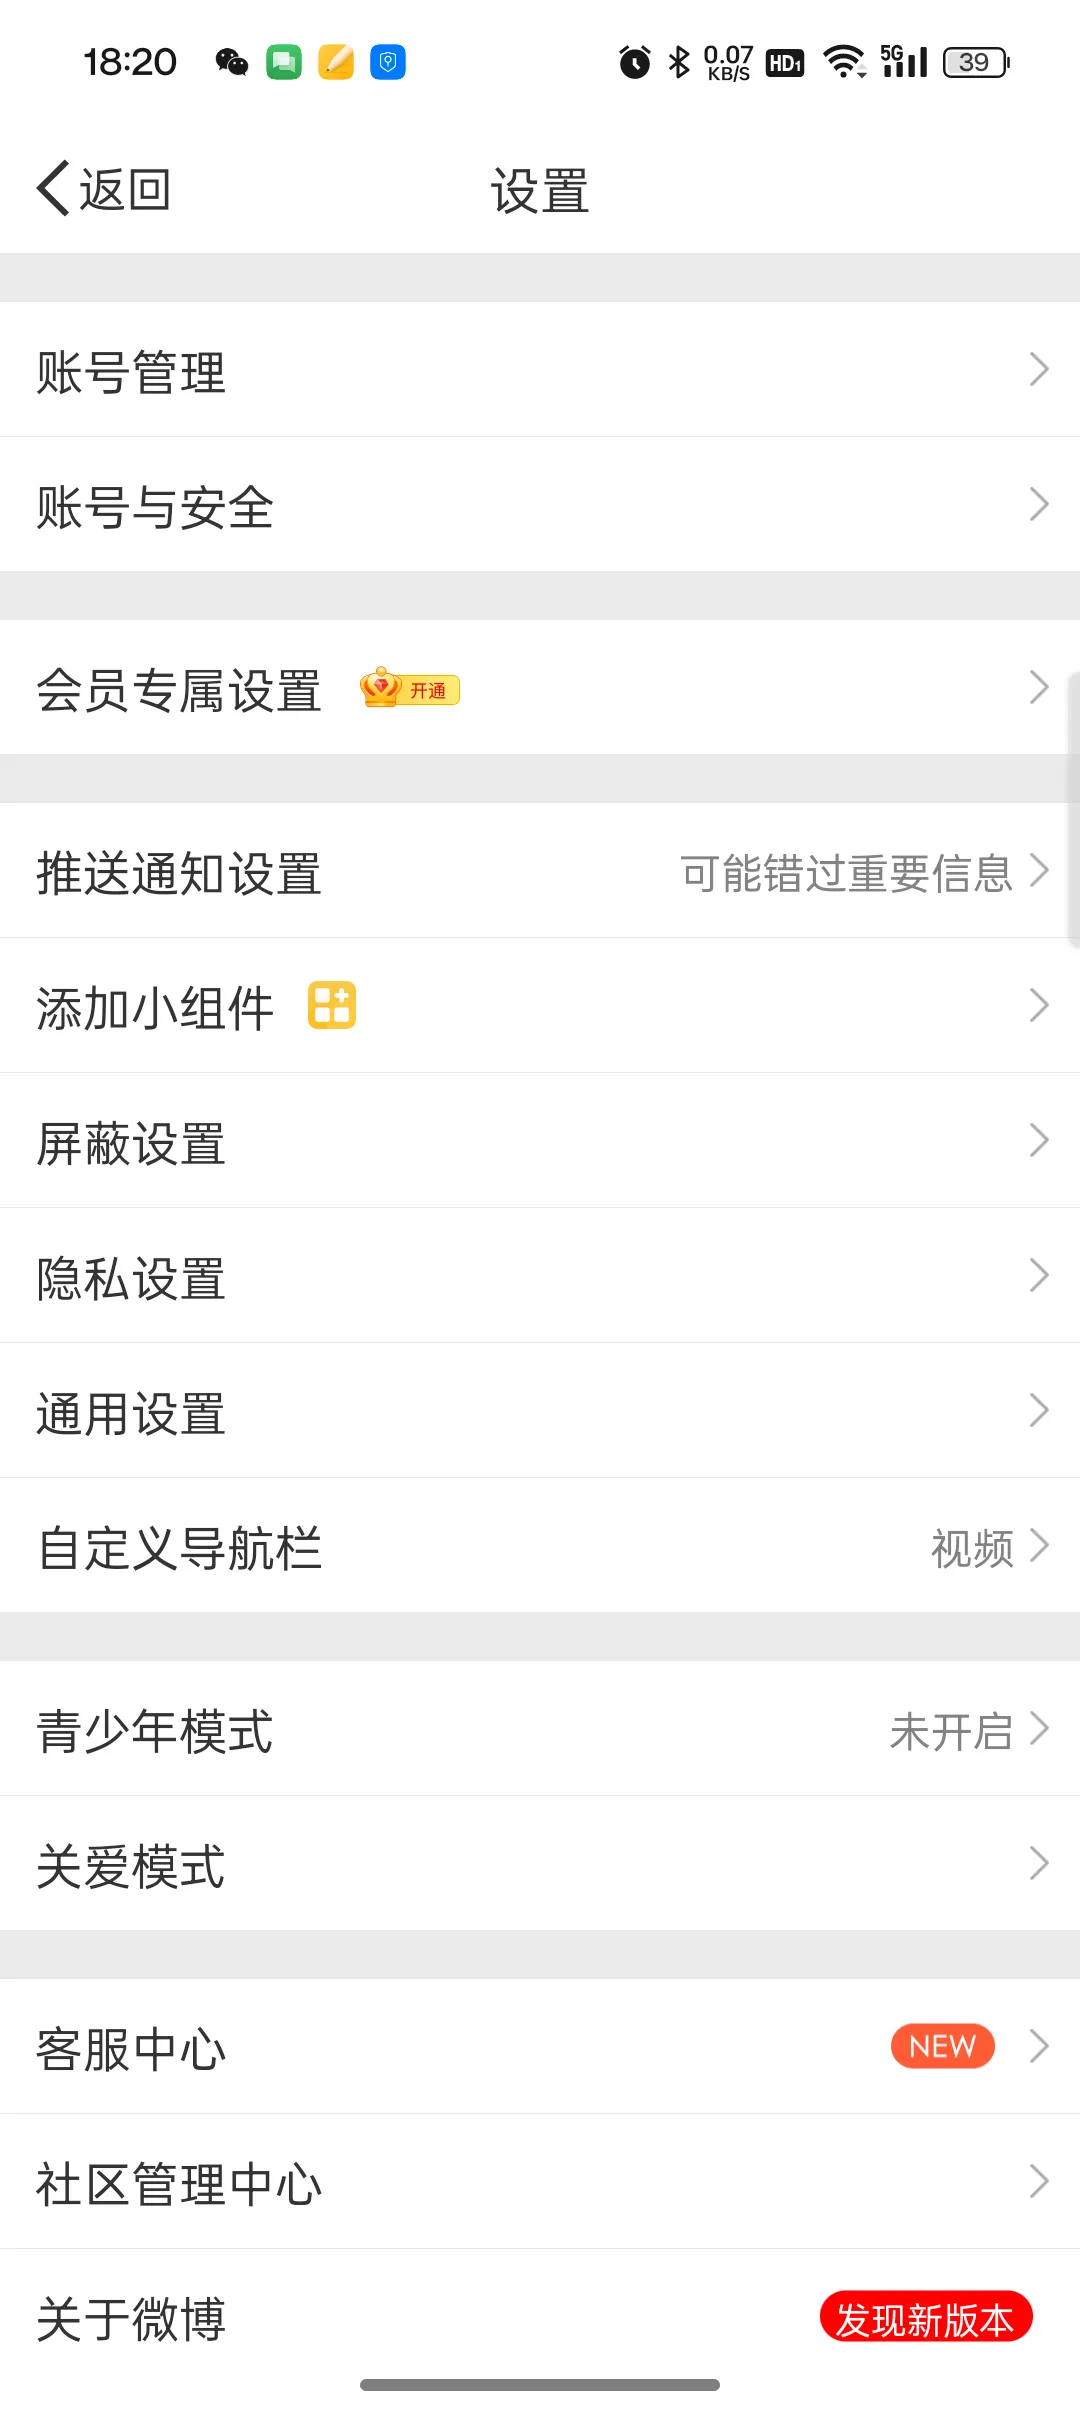 18:20 0.07 KB/S HD1 5G 39
返回 设置
账号管理
账号与安全
会员专属设置 开通
推送通知设置 可能错过重要信息
添加小组件
屏蔽设置
隐私设置
通用设置
自定义导航栏 视频
青少年模式 未开启
关爱模式
客服中心 NEW
社区管理中心
关于微博 发现新版本